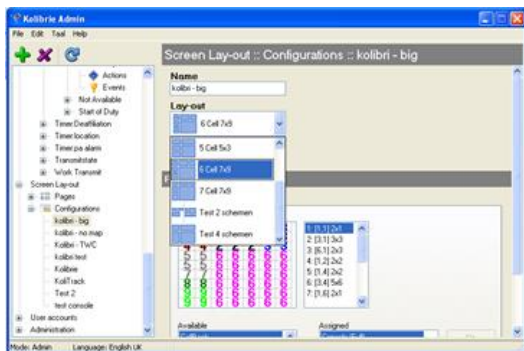 Kolibrie Admin
File Edit Taal Help
Screen Lay-out :: Configurations :: kolibri - big
Actions
Events
Not Available
Start of Duty
Timer Deaffiliation
Timer location
Timer pa alarm
Transmitstate
Work Transmit
Screen Lay-out
Pages
Configurations
kolibri - big
kolibri - no map
Kolibri - TWC
kolibri test
Kolibrie
KoliTrack
Test 2
test console
User accounts
Administration
Name
kolibri - big
Lay-out
6 Cell 7x9
5 Cell 5x3
6 Cell 7x9
7 Cell 7x9
Test 2 schermen
Test 4 schermen
1: [1,1] 2x1
2: [3,1] 3x3
3: [6,1] 2x3
4: [1,2] 2x2
5: [1,4] 2x2
6: [3,4] 5x6
7: [1,6] 2x1
Available
Assigned
Mode: Admin Language: English UK